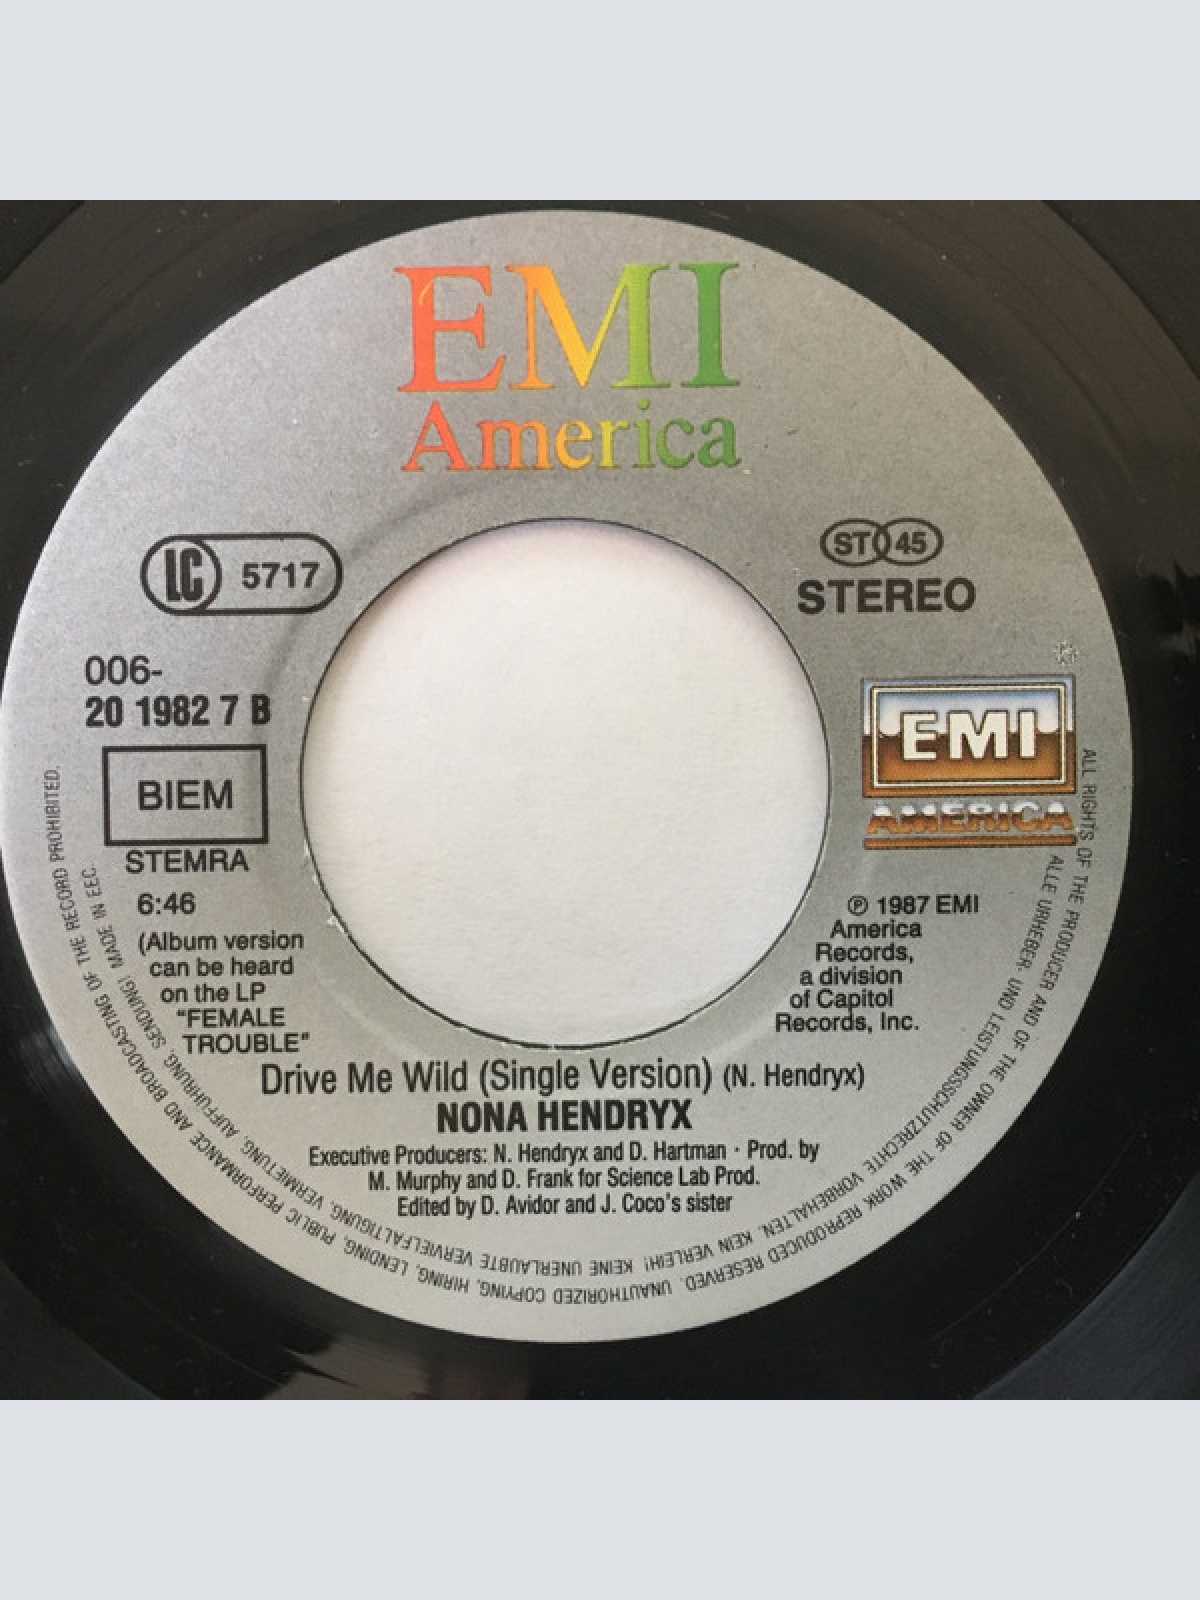 EMI
America
LC 5717
ST 45
STEREO
006-
20 1982 7 B
BIEM
STEMRA
6:46
(Album version
can be heard
on the LP
"FEMALE
TROUBLE"
EMI
AMERICA
℗ 1987 EMI
America
Records,
a division
of Capitol
Records, Inc.
Drive Me Wild (Single Version) (N. Hendryx)
NONA HENDRYX
Executive Producers: N. Hendryx and D. Hartman · Prod. by
M. Murphy and D. Frank for Science Lab Prod.
Edited by D. Avidor and J. Coco's sister
ALL RIGHTS OF THE PRODUCER AND OF THE OWNER OF THE WORK REPRODUCED RESERVED. UNAUTHORIZED COPYING, HIRING, LENDING, PUBLIC PERFORMANCE AND BROADCASTING OF THE RECORD PROHIBITED.
ALLE URHEBER- UND LEISTUNGSSCHUTZRECHTE VORBEHALTEN. KEIN VERLEIH! KEINE UNERLAUBTE VERVIELFÄLTIGUNG, VERMIETUNG, AUFFÜHRUNG, SENDUNG! MADE IN EEC.